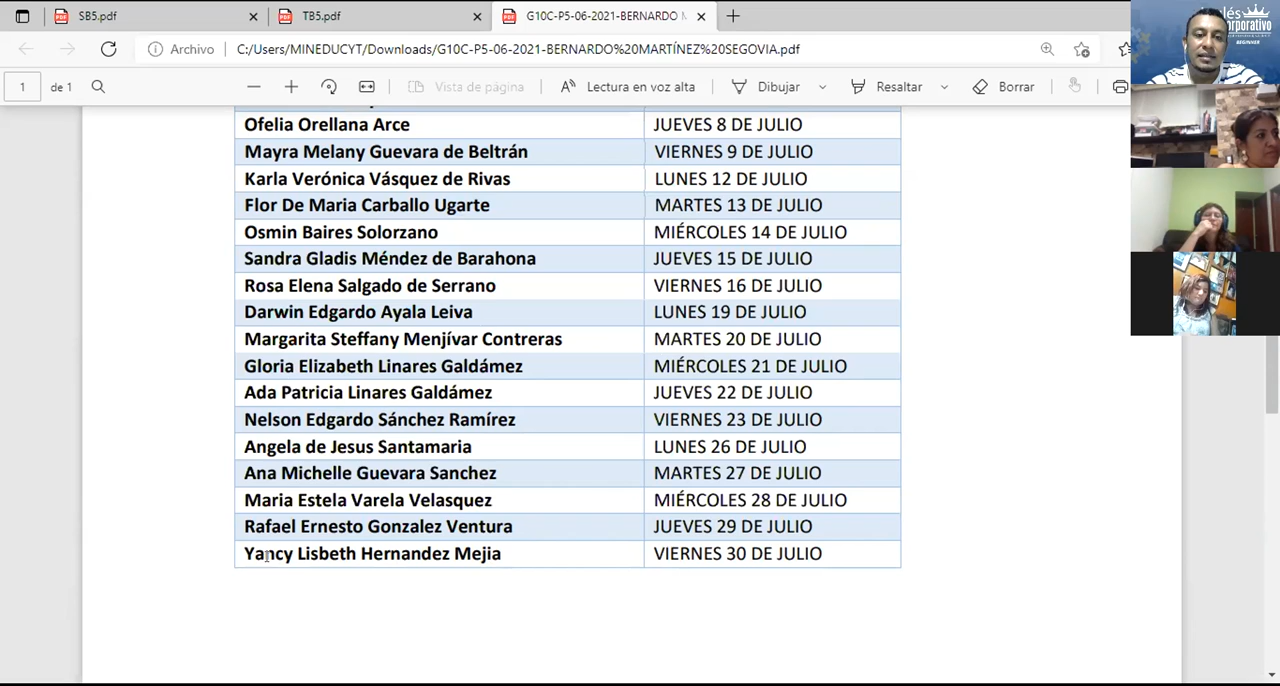 SB5.pdf TB5.pdf G10C-P5-06-2021-BERNARDO M
Archivo C:/Users/MINEDUCYT/Downloads/G10C-P5-06-2021-BERNARDO%20MARTÍNEZ%20SEGOVIA.pdf
1 de 1 Vista de página Lectura en voz alta Dibujar Resaltar Borrar
Ofelia Orellana Arce JUEVES 8 DE JULIO
Mayra Melany Guevara de Beltrán VIERNES 9 DE JULIO
Karla Verónica Vásquez de Rivas LUNES 12 DE JULIO
Flor De Maria Carballo Ugarte MARTES 13 DE JULIO
Osmin Baires Solorzano MIÉRCOLES 14 DE JULIO
Sandra Gladis Méndez de Barahona JUEVES 15 DE JULIO
Rosa Elena Salgado de Serrano VIERNES 16 DE JULIO
Darwin Edgardo Ayala Leiva LUNES 19 DE JULIO
Margarita Steffany Menjívar Contreras MARTES 20 DE JULIO
Gloria Elizabeth Linares Galdámez MIÉRCOLES 21 DE JULIO
Ada Patricia Linares Galdámez JUEVES 22 DE JULIO
Nelson Edgardo Sánchez Ramírez VIERNES 23 DE JULIO
Angela de Jesus Santamaria LUNES 26 DE JULIO
Ana Michelle Guevara Sanchez MARTES 27 DE JULIO
Maria Estela Varela Velasquez MIÉRCOLES 28 DE JULIO
Rafael Ernesto Gonzalez Ventura JUEVES 29 DE JULIO
Yancy Lisbeth Hernandez Mejia VIERNES 30 DE JULIO
BEGINNER